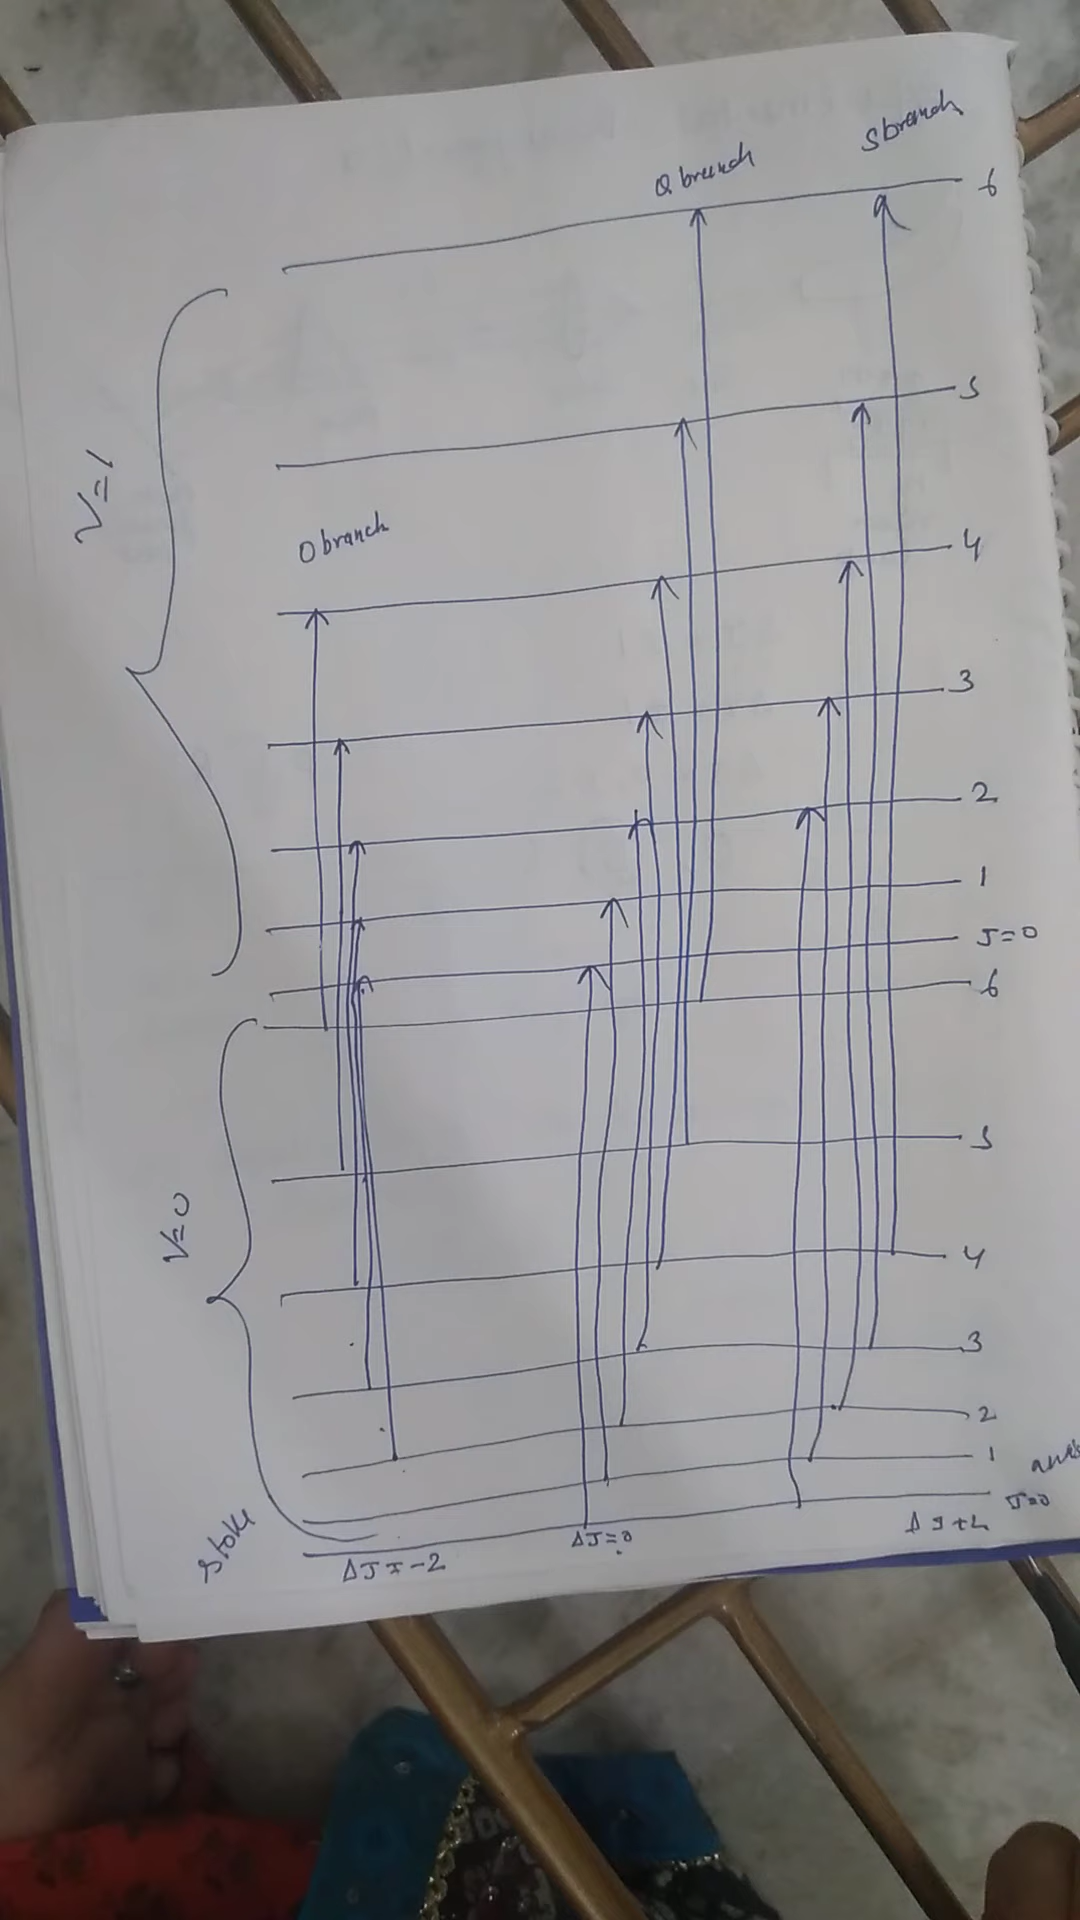 S branch
Q branch
6
5
V=1
O branch
4
3
2
1
J=0
6
5
V=0
4
3
2
1
J=0
Stoke
ΔJ=-2
ΔJ=0
ΔJ+2